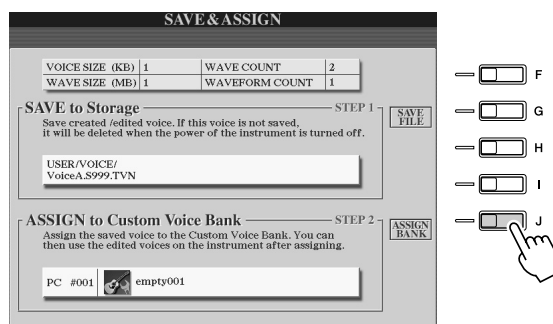 SAVE&ASSIGN
VOICE SIZE (KB) 1 WAVE COUNT 2
WAVE SIZE (MB) 1 WAVEFORM COUNT 1
SAVE to Storage STEP 1
Save created /edited voice. If this voice is not saved,
it will be deleted when the power of the instrument is turned off.
SAVE
FILE
USER/VOICE/
VoiceA.S999.TVN
ASSIGN to Custom Voice Bank STEP 2
Assign the saved voice to the Custom Voice Bank. You can
then use the edited voices on the instrument after assigning.
ASSIGN
BANK
PC #001 empty001
F
G
H
I
J